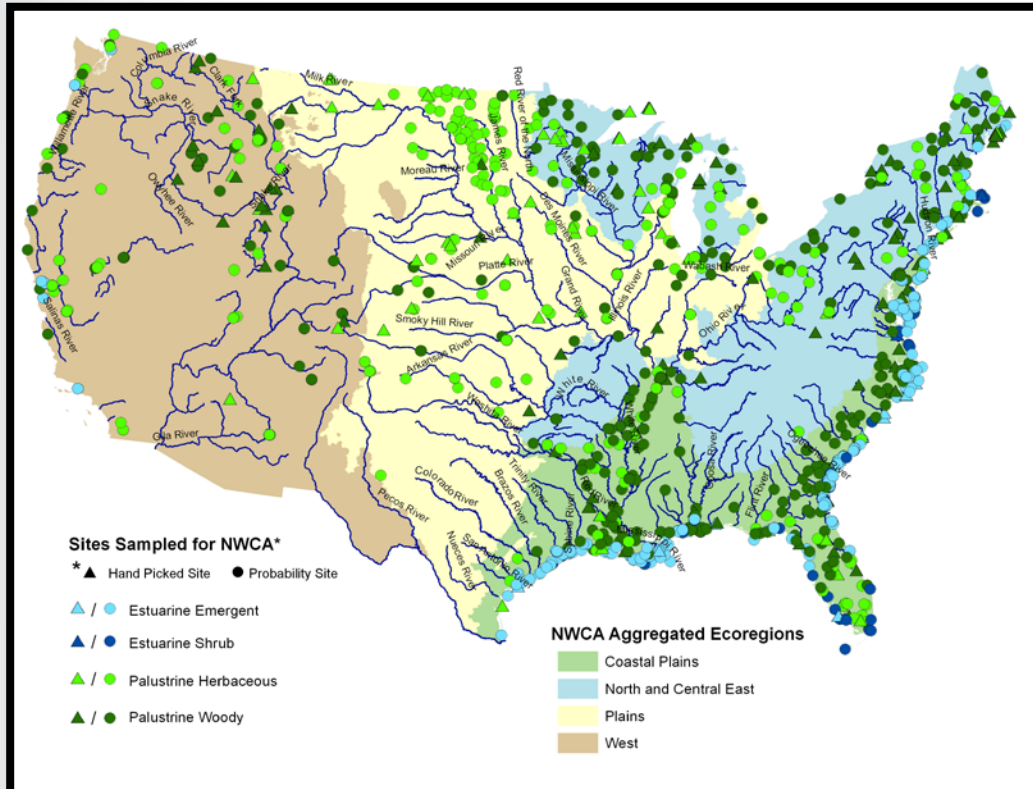 Columbia River
Clark Fork
Milk River
Red River of the North
Snake River
Willamette River
James River
Mississippi River
Moreau River
Owyhee River
Hudson River
Des Moines River
Missouri River
Platte River
Wabash River
Grand River
Illinois River
Salinas River
Smoky Hill River
Ohio River
Arkansas River
White River
Washita River
Gila River
Ogeechee River
Coosa River
Trinity River
Colorado River
Brazos River
Red River
Flint River
Pecos River
Sabine River
Mississippi River
San Antonio River
Nueces River
Sites Sampled for NWCA*
* Hand Picked Site Probability Site
/ Estuarine Emergent
/ Estuarine Shrub
/ Palustrine Herbaceous
/ Palustrine Woody
NWCA Aggregated Ecoregions
Coastal Plains
North and Central East
Plains
West